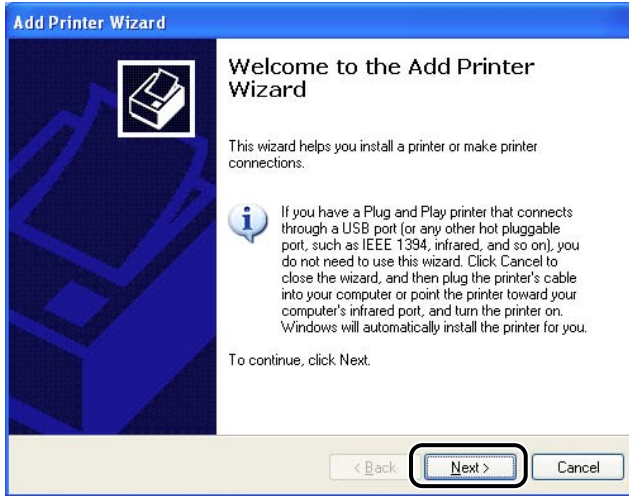 Add Printer Wizard
Welcome to the Add Printer
Wizard
This wizard helps you install a printer or make printer
connections.
If you have a Plug and Play printer that connects
through a USB port (or any other hot pluggable
port, such as IEEE 1394, infrared, and so on), you
do not need to use this wizard. Click Cancel to
close the wizard, and then plug the printer's cable
into your computer or point the printer toward your
computer's infrared port, and turn the printer on.
Windows will automatically install the printer for you.
To continue, click Next.
< Back Next > Cancel